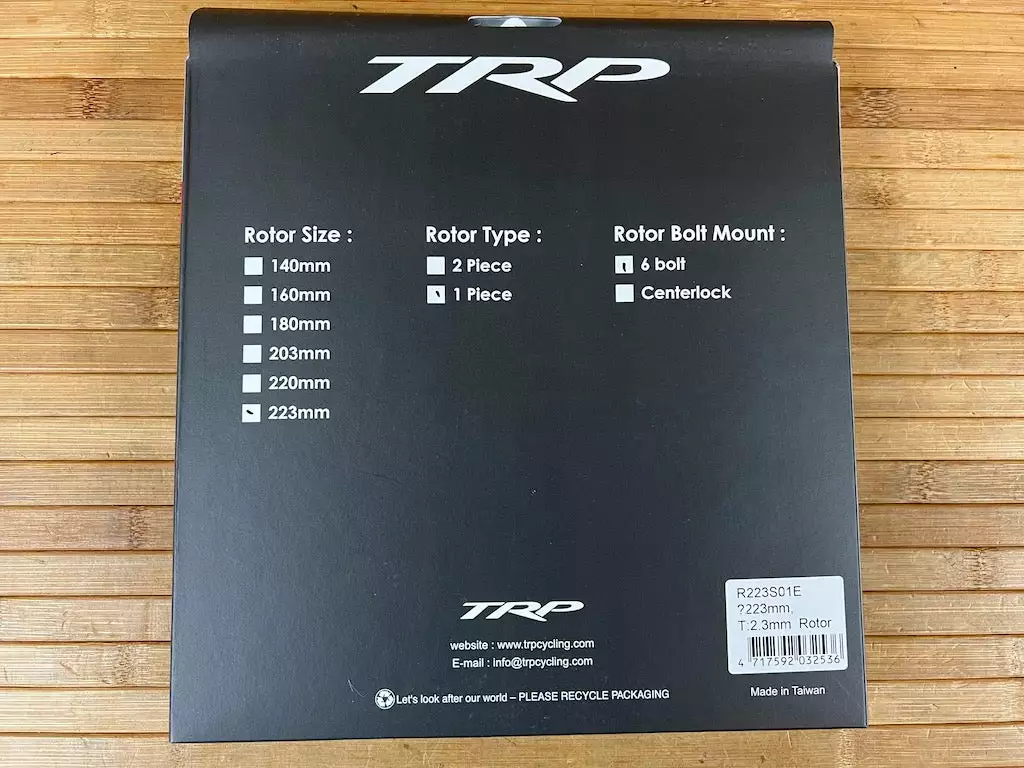 TRP
Rotor Size :
140mm
160mm
180mm
203mm
220mm
223mm
Rotor Type :
2 Piece
1 Piece
Rotor Bolt Mount :
6 bolt
Centerlock
TRP
website : www.trpcycling.com
E-mail : info@trpcycling.com
Let's look after our world – PLEASE RECYCLE PACKAGING
R223S01E
?223mm,
T:2.3mm Rotor
4 717592 032536
Made in Taiwan